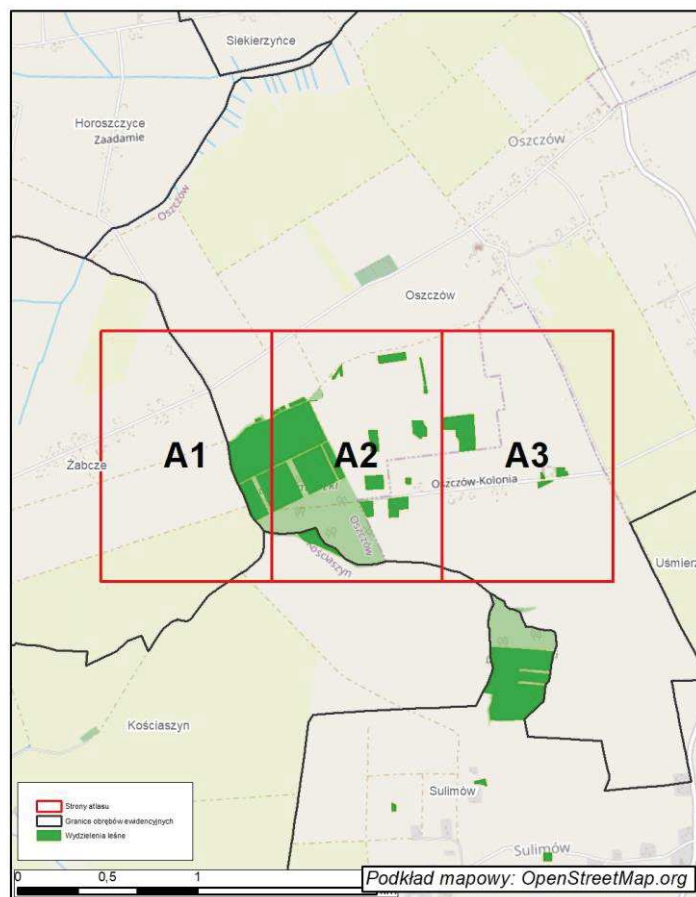 Siekierzyńce
Horoszczyce
Zaadamie
Oszczów
Oszczów
Oszczów
A1
A2
A3
Żabcze
Oszczów-Kolonia
Oszczów
Kościaszyn
Uśmierz
Kościaszyn
Sulimów
Sulimów
Strony atlasu
Granice obrębów ewidencyjnych
Wydzielenia leśne
0 0,5 1
Podkład mapowy: OpenStreetMap.org